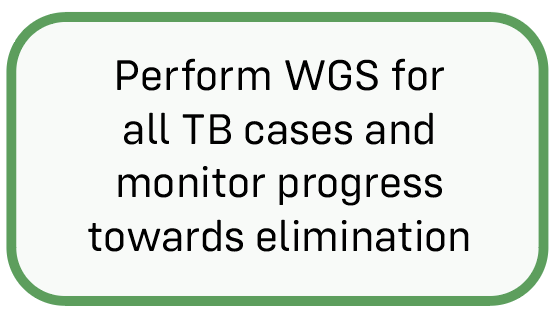 Perform WGS for
all TB cases and
monitor progress
towards elimination